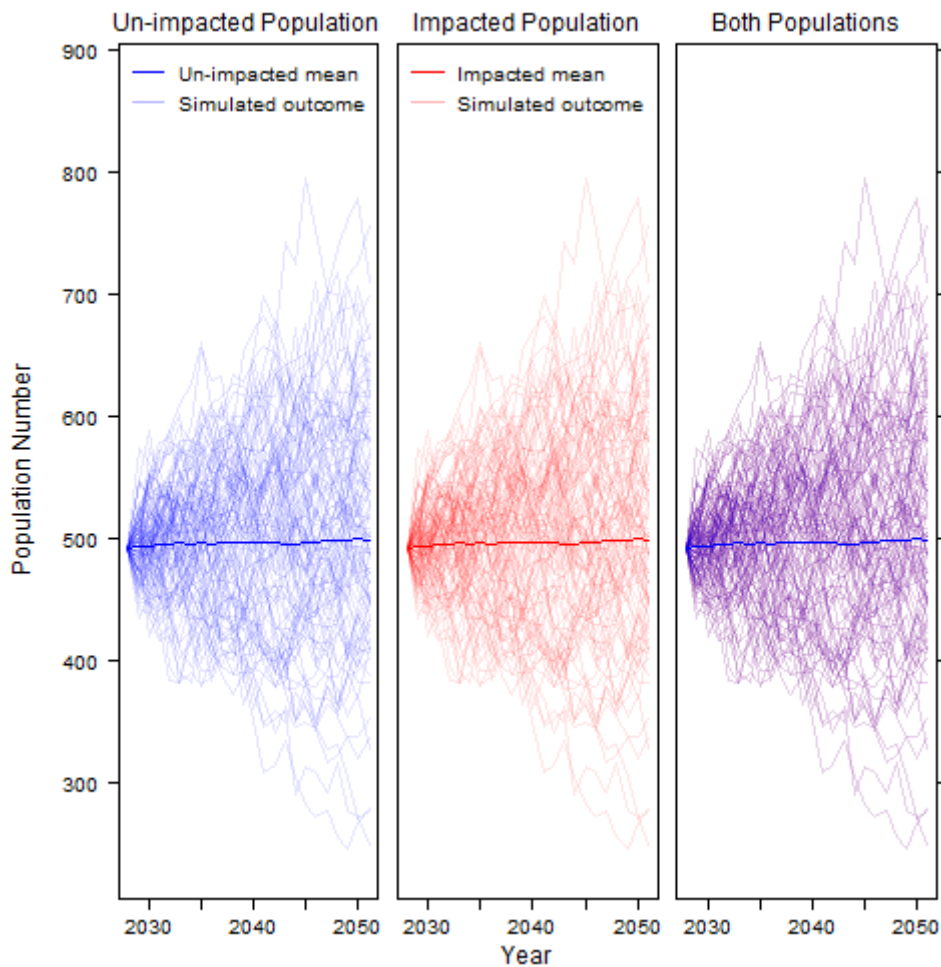 Un-impacted Population
Impacted Population
Both Populations
Un-impacted mean
Simulated outcome
Impacted mean
Simulated outcome
Population Number
900
800
700
600
500
400
300
2030
2040
2050
2030
2040
2050
2030
2040
2050
Year